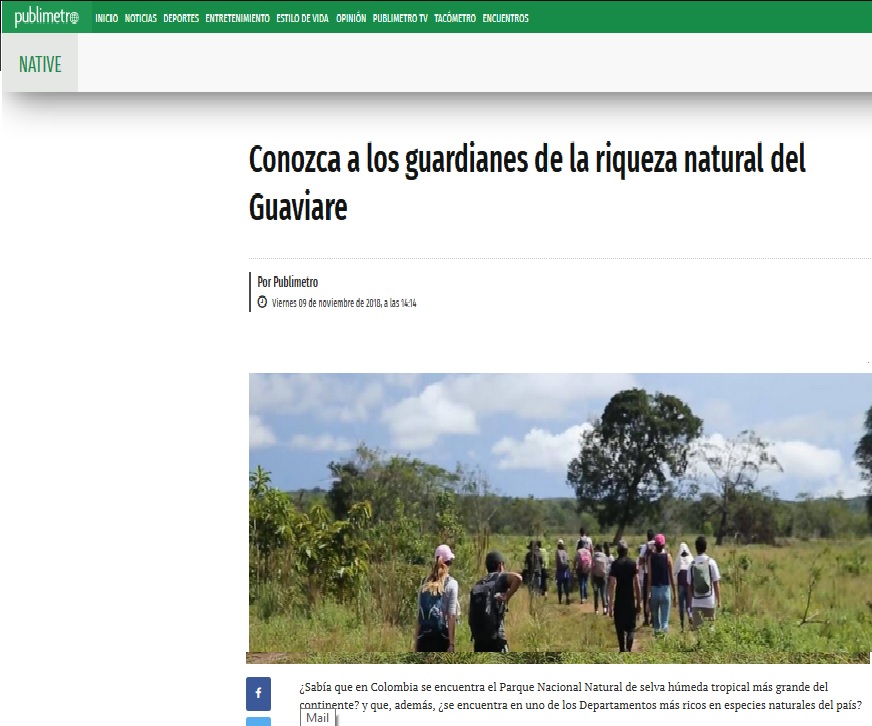 publimetro INICIO NOTICIAS DEPORTES ENTRETENIMIENTO ESTILO DE VIDA OPINIÓN PUBLIMETRO TV TACÓMETRO ENCUENTROS
NATIVE
Conozca a los guardianes de la riqueza natural del
Guaviare
Por Publimetro
Viernes 09 de noviembre de 2018, a las 14:14
¿Sabía que en Colombia se encuentra el Parque Nacional Natural de selva húmeda tropical más grande del
continente? y que, además, ¿se encuentra en uno de los Departamentos más ricos en especies naturales del país?
Mail